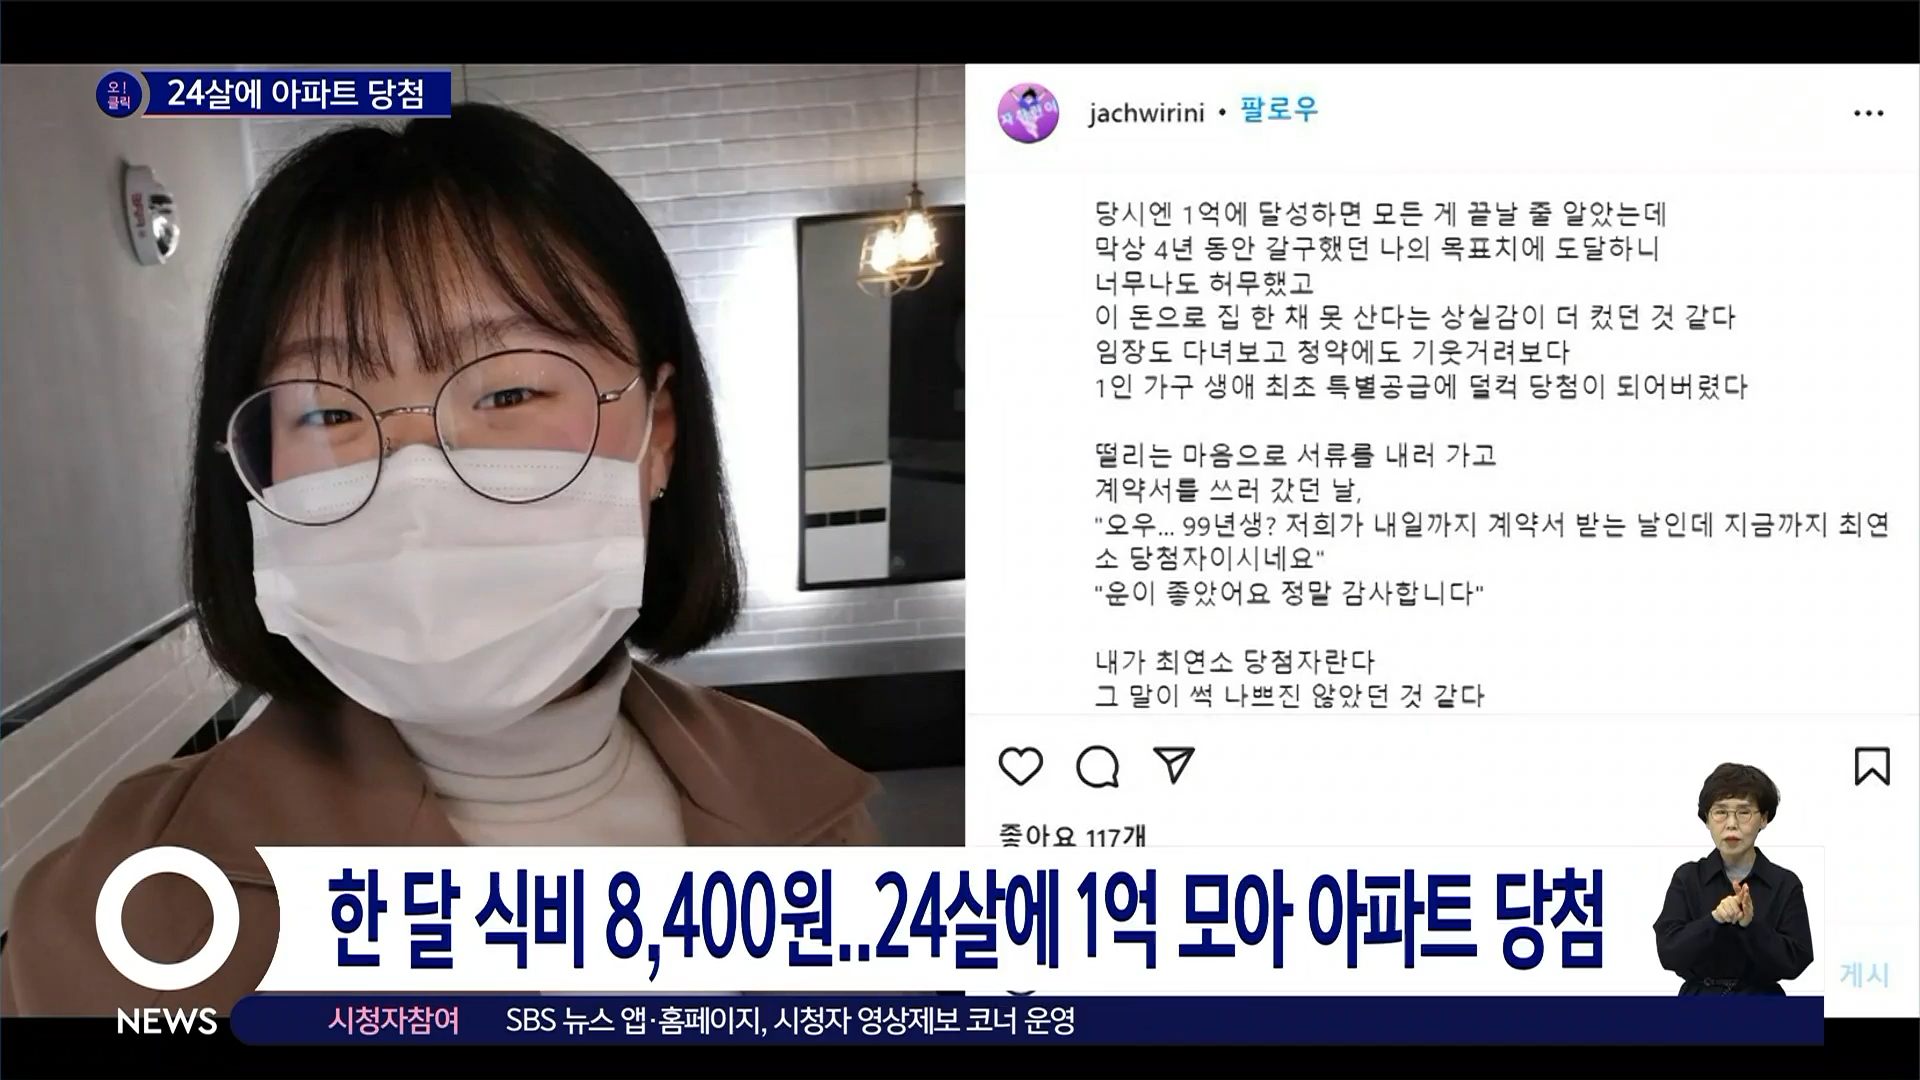 오!
클릭
24살에 아파트 당첨
jachwirini • 팔로우
당시엔 1억에 달성하면 모든 게 끝날 줄 알았는데
막상 4년 동안 갈구했던 나의 목표치에 도달하니
너무나도 허무했고
이 돈으로 집 한 채 못 산다는 상실감이 더 컸던 것 같다
임장도 다녀보고 청약에도 기웃거려보다
1인 가구 생애 최초 특별공급에 덜컥 당첨이 되어버렸다
떨리는 마음으로 서류를 내러 가고
계약서를 쓰러 갔던 날,
"오우... 99년생? 저희가 내일까지 계약서 받는 날인데 지금까지 최연
소 당첨자이시네요"
"운이 좋았어요 정말 감사합니다"
내가 최연소 당첨자란다
그 말이 썩 나쁘진 않았던 것 같다
좋아요 117개
한 달 식비 8,400원..24살에 1억 모아 아파트 당첨
게시
NEWS
시청자참여 SBS 뉴스 앱·홈페이지, 시청자 영상제보 코너 운영